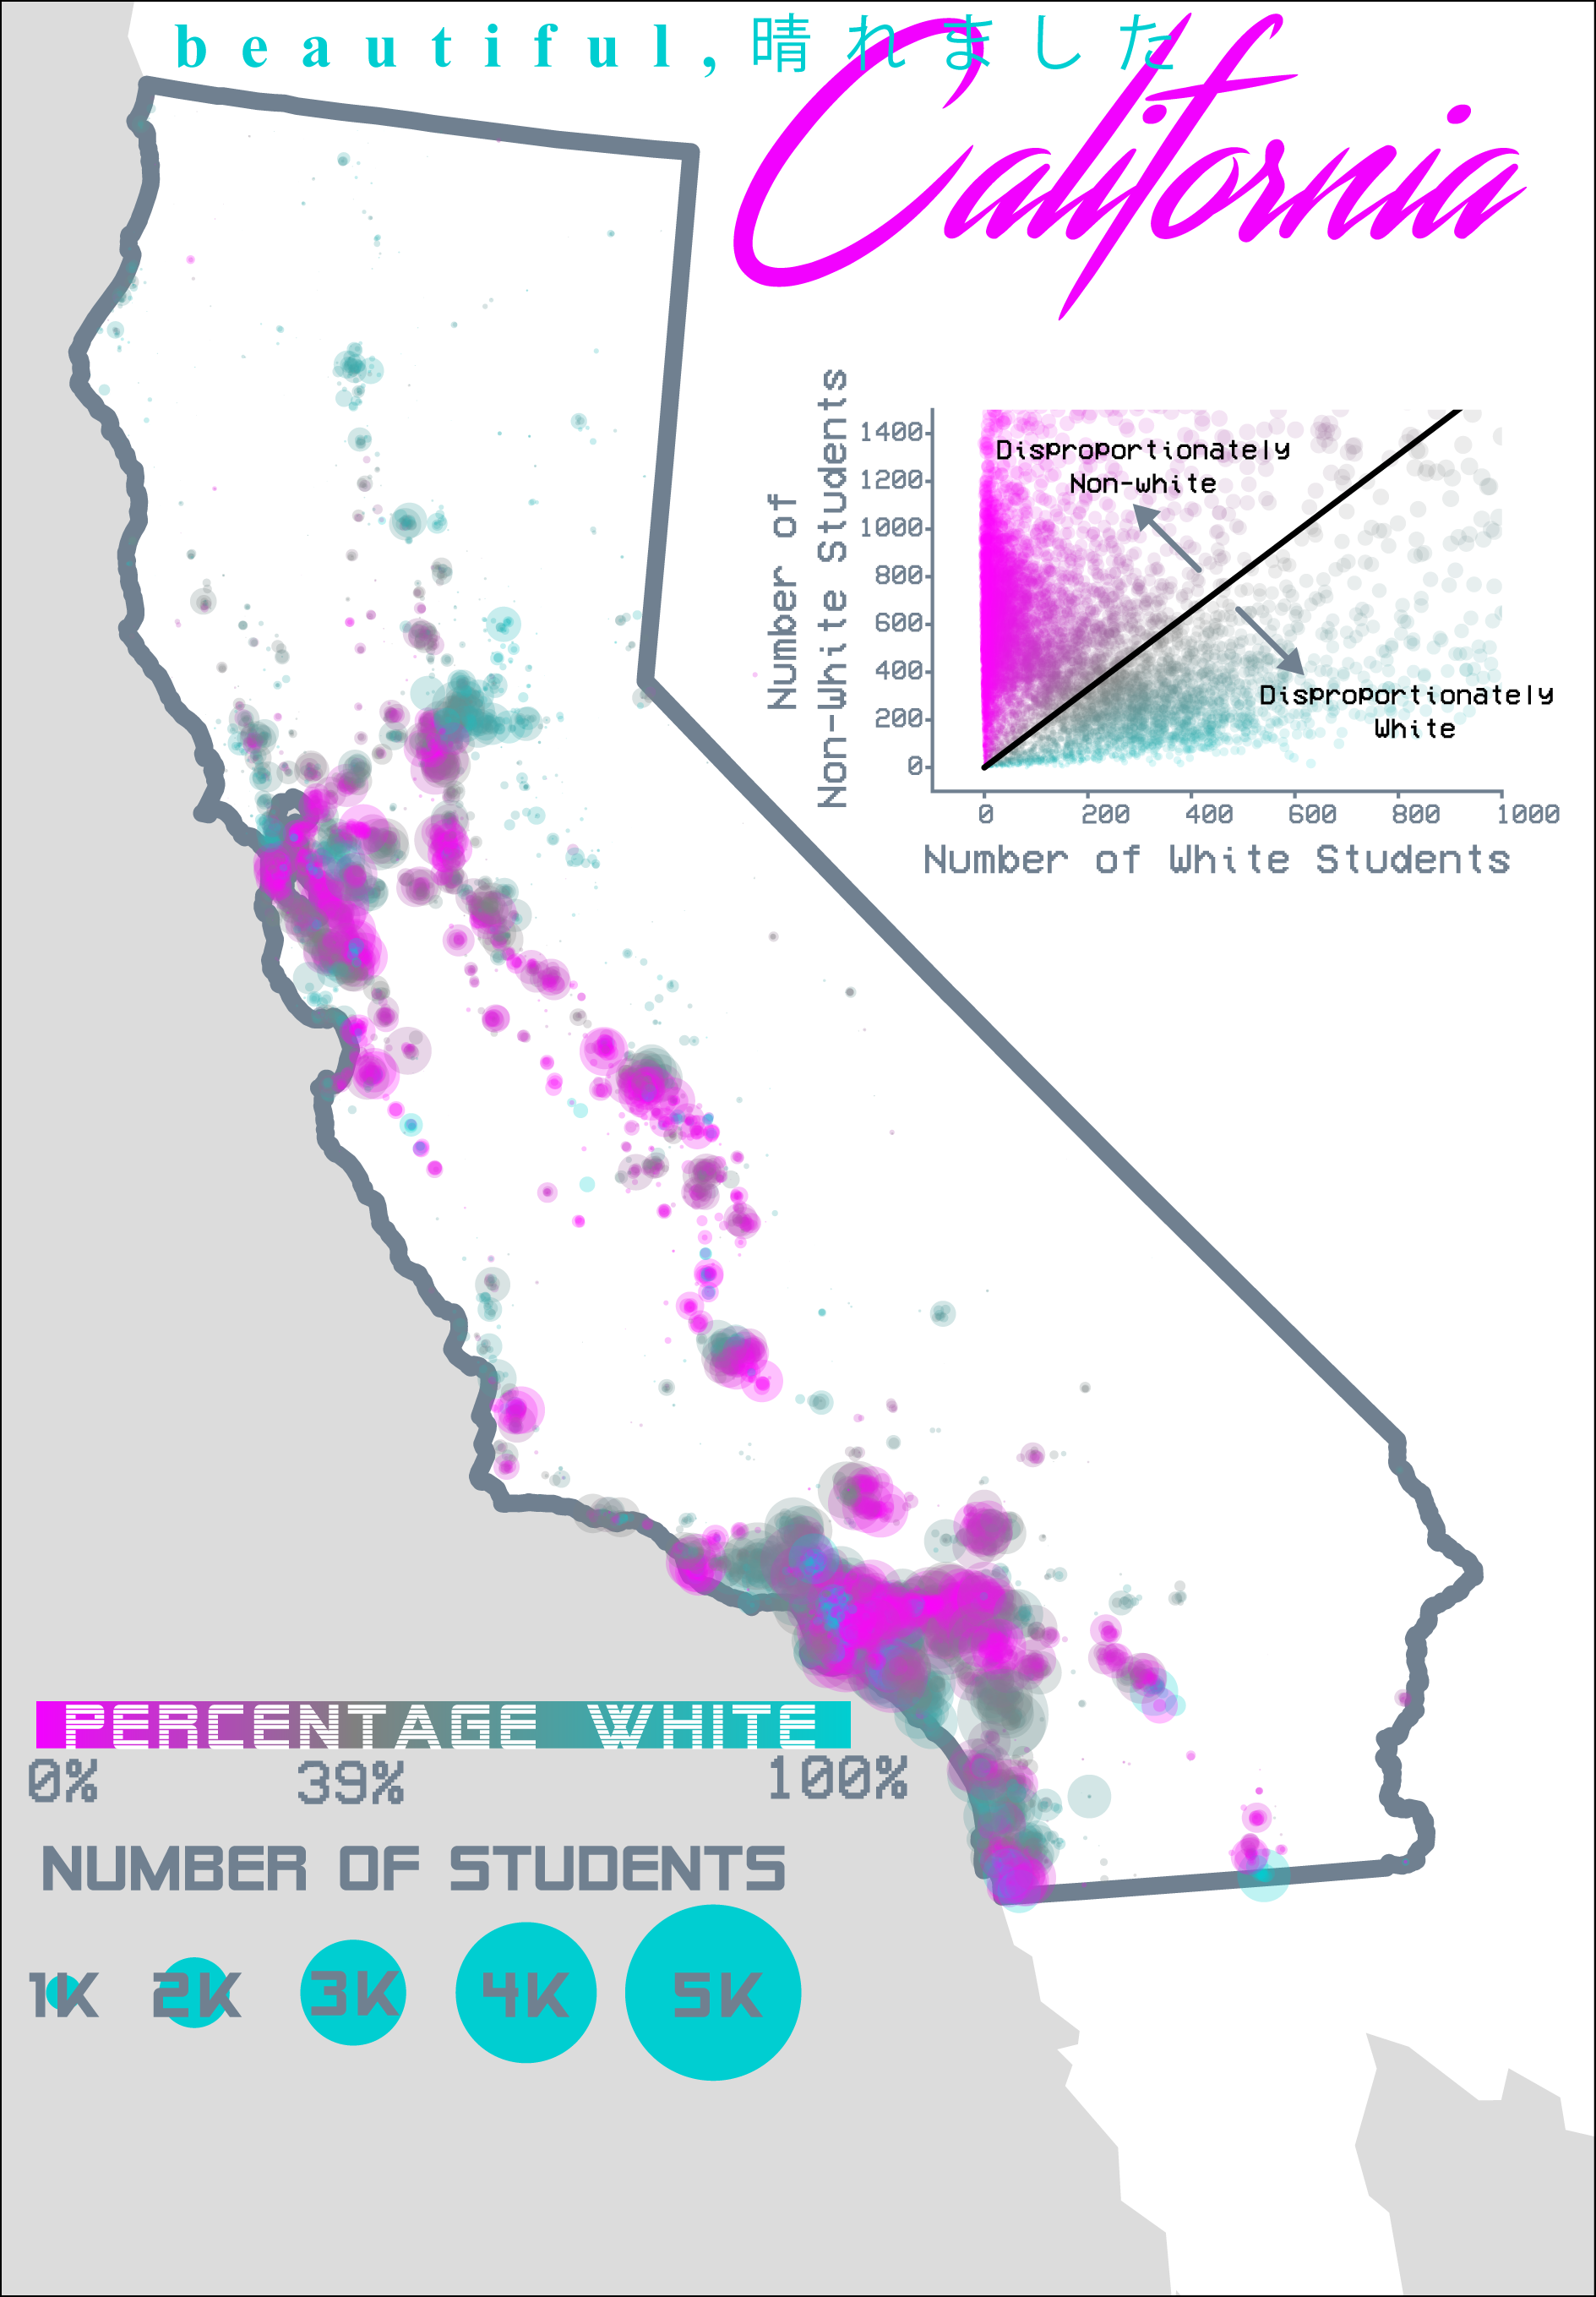 beautiful,晴れました
California
Number of
Non-White Students
1400
1200
1000
800
600
400
200
0
Disproportionately
Non-white
Disproportionately
White
0 200 400 600 800 1000
Number of White Students
PERCENTAGE WHITE
0% 39% 100%
NUMBER OF STUDENTS
1K 2K 3K 4K 5K